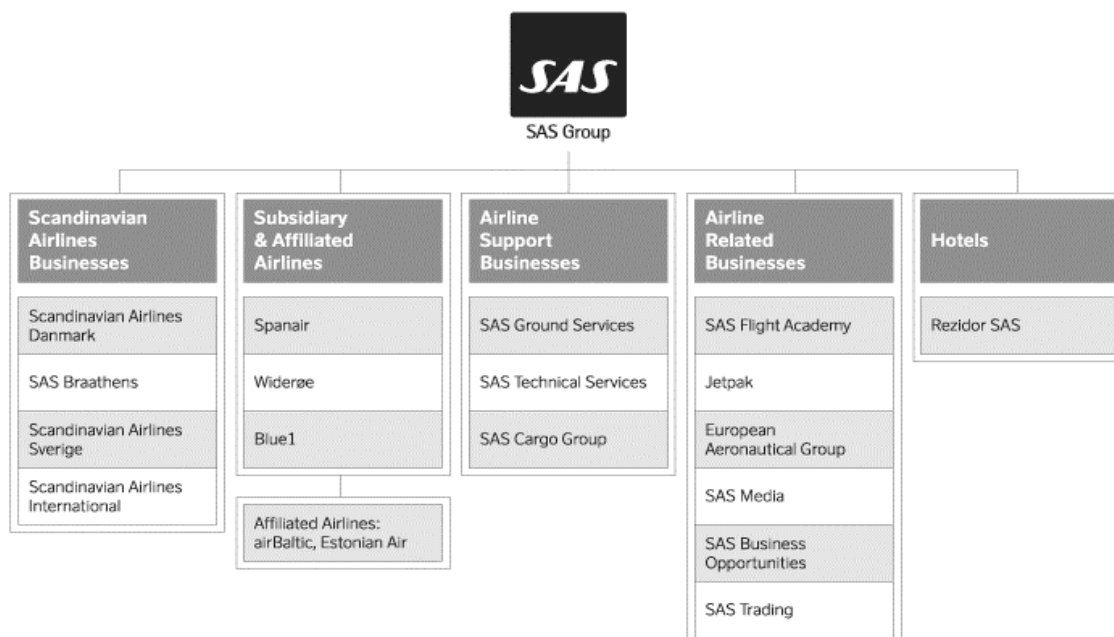 SAS
SAS Group
Scandinavian
Airlines
Businesses
Scandinavian Airlines
Danmark
SAS Braathens
Scandinavian Airlines
Sverige
Scandinavian Airlines
International
Subsidiary
& Affiliated
Airlines
Spanair
Widerøe
Blue1
Affiliated Airlines:
airBaltic, Estonian Air
Airline
Support
Businesses
SAS Ground Services
SAS Technical Services
SAS Cargo Group
Airline
Related
Businesses
SAS Flight Academy
Jetpak
European
Aeronautical Group
SAS Media
SAS Business
Opportunities
SAS Trading
Hotels
Rezidor SAS